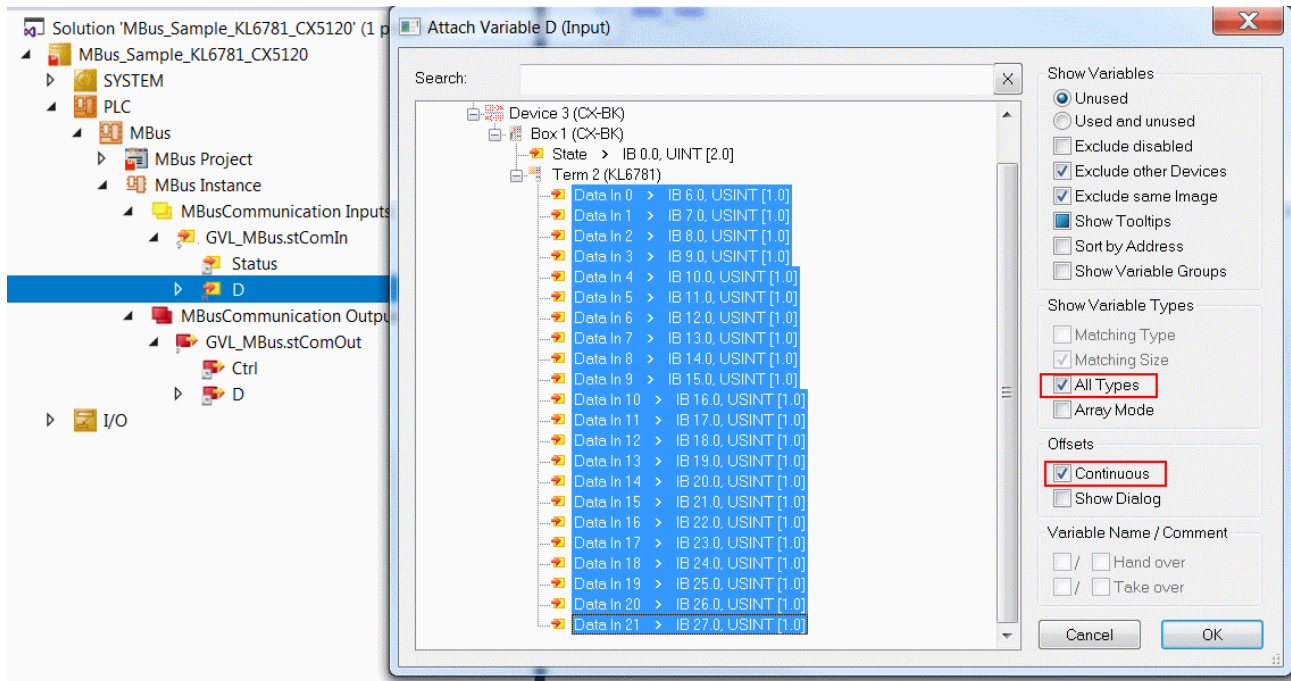 Solution 'MBus_Sample_KL6781_CX5120' (1 p
MBus_Sample_KL6781_CX5120
SYSTEM
PLC
MBus
MBus Project
MBus Instance
MBusCommunication Inputs
GVL_MBus.stComIn
Status
D
MBusCommunication Outpu
GVL_MBus.stComOut
Ctrl
D
I/O
Attach Variable D (Input)
Search:
Device 3 (CX-BK)
Box 1 (CX-BK)
State > IB 0.0, UINT [2.0]
Term 2 (KL6781)
Data In 0 > IB 6.0, USINT [1.0]
Data In 1 > IB 7.0, USINT [1.0]
Data In 2 > IB 8.0, USINT [1.0]
Data In 3 > IB 9.0, USINT [1.0]
Data In 4 > IB 10.0, USINT [1.0]
Data In 5 > IB 11.0, USINT [1.0]
Data In 6 > IB 12.0, USINT [1.0]
Data In 7 > IB 13.0, USINT [1.0]
Data In 8 > IB 14.0, USINT [1.0]
Data In 9 > IB 15.0, USINT [1.0]
Data In 10 > IB 16.0, USINT [1.0]
Data In 11 > IB 17.0, USINT [1.0]
Data In 12 > IB 18.0, USINT [1.0]
Data In 13 > IB 19.0, USINT [1.0]
Data In 14 > IB 20.0, USINT [1.0]
Data In 15 > IB 21.0, USINT [1.0]
Data In 16 > IB 22.0, USINT [1.0]
Data In 17 > IB 23.0, USINT [1.0]
Data In 18 > IB 24.0, USINT [1.0]
Data In 19 > IB 25.0, USINT [1.0]
Data In 20 > IB 26.0, USINT [1.0]
Data In 21 > IB 27.0, USINT [1.0]
Show Variables
Unused
Used and unused
Exclude disabled
Exclude other Devices
Exclude same Image
Show Tooltips
Sort by Address
Show Variable Groups
Show Variable Types
Matching Type
Matching Size
All Types
Array Mode
Offsets
Continuous
Show Dialog
Variable Name / Comment
/ Hand over
/ Take over
Cancel
OK